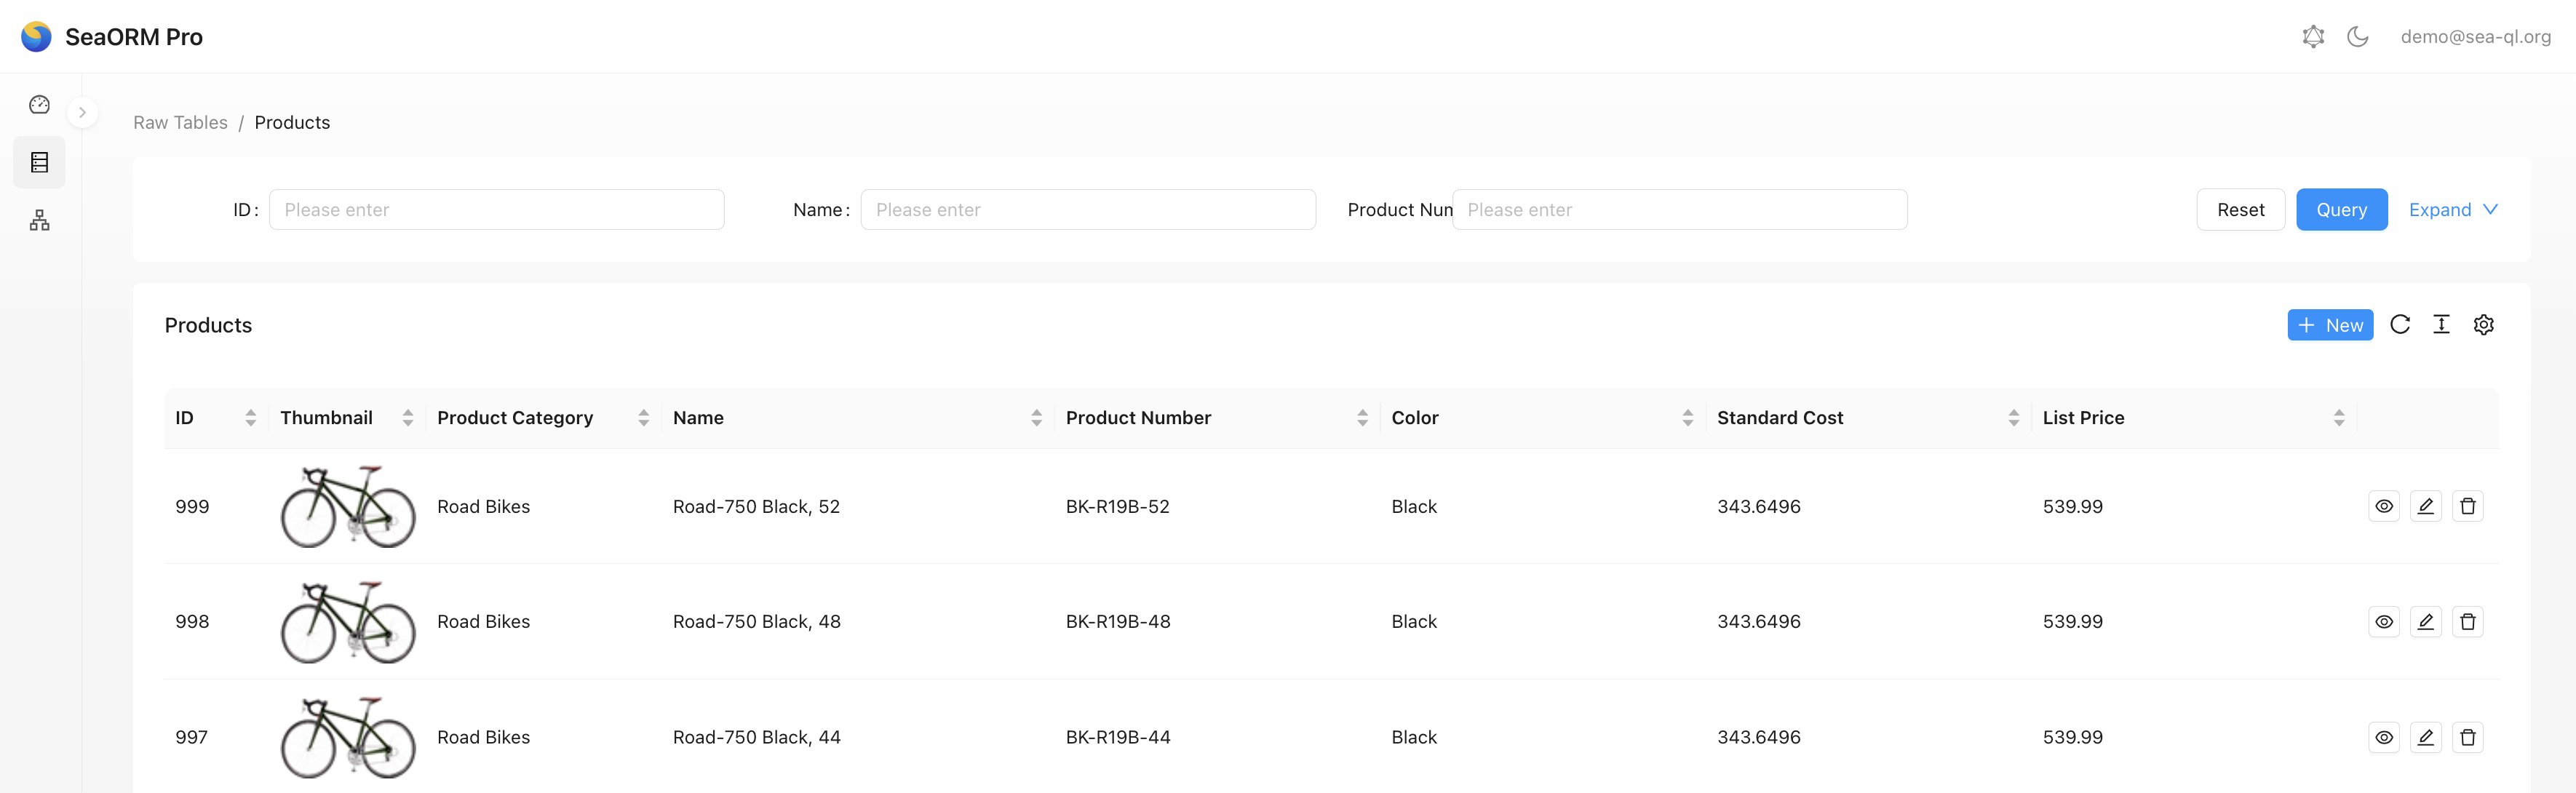 SeaORM Pro
demo@sea-ql.org
Raw Tables / Products
ID: Please enter
Name: Please enter
Product Num Please enter
Reset
Query
Expand
Products
+ New
ID Thumbnail Product Category Name Product Number Color Standard Cost List Price
999 Road Bikes Road-750 Black, 52 BK-R19B-52 Black 343.6496 539.99
998 Road Bikes Road-750 Black, 48 BK-R19B-48 Black 343.6496 539.99
997 Road Bikes Road-750 Black, 44 BK-R19B-44 Black 343.6496 539.99